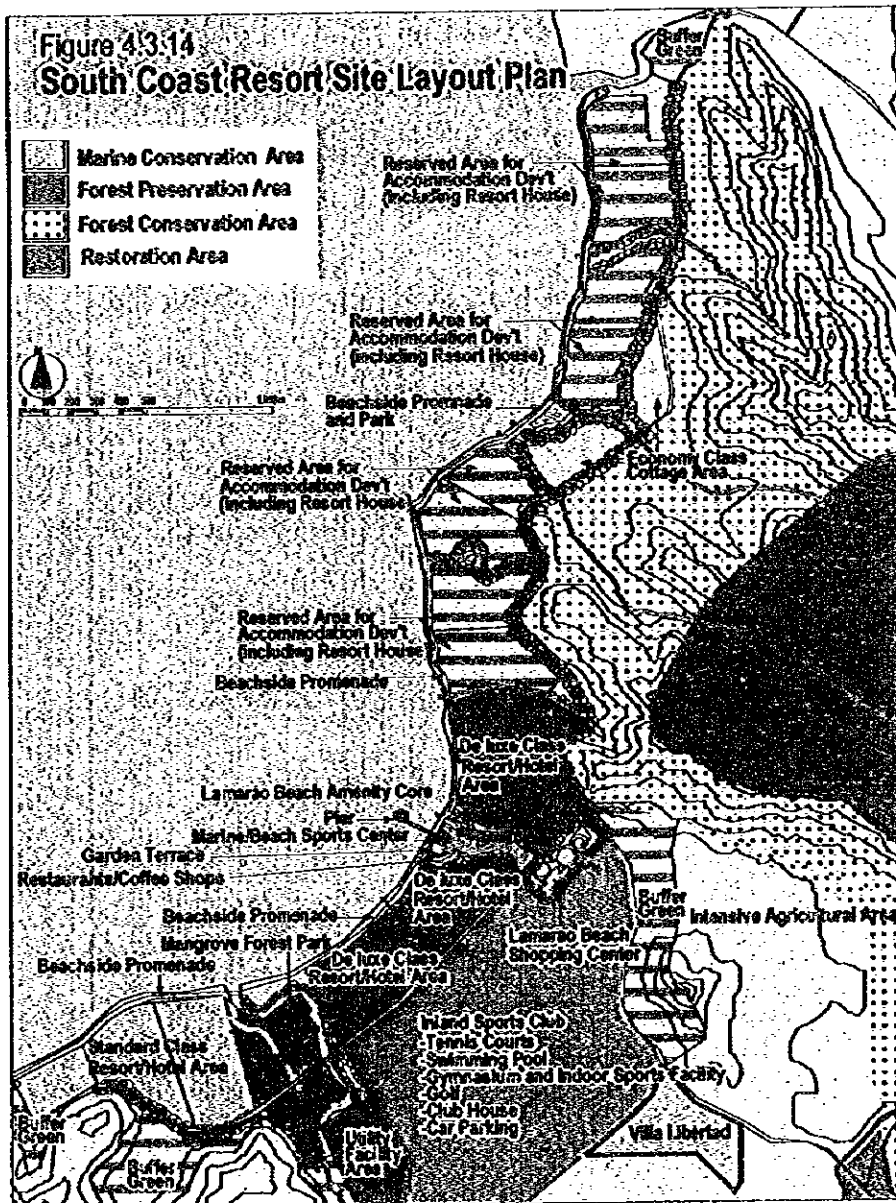 Figure 4.3.14
South Coast Resort Site Layout Plan
Marine Conservation Area
Forest Preservation Area
Forest Conservation Area
Restoration Area
Buffer
Green
Reserved Area for
Accommodation Dev't
(including Resort House)
Reserved Area for
Accommodation Dev't
(including Resort House)
Beachside Promnade
and Park
Economy Class
Cottage Area
Reserved Area for
Accommodation Dev't
(including Resort House)
Reserved Area for
Accommodation Dev't
(including Resort House)
Beachside Promenade
De luxe Class
Resort/Hotel
Area
Lamarao Beach Amenity Core
Pier
Marine/Beach Sports Center
Garden Terrace
Restaurants/Coffee Shops
De luxe Class
Resort/Hotel
Area
Beachside Promenade
Mangrove Forest Park
Beachside Promenade
De luxe Class
Resort/Hotel Area
Lamarao Beach
Shopping Center
Buffer
Green
Intensive Agricultural Area
Standard Class
Resort/Hotel Area
Inland Sports Club
-Tennis Courts
-Swimming Pool
-Gymnasium and Indoor Sports Facility
-Golf
-Club House
-Car Parking
Villa Libertad
Buffer
Green
Buffer
Green
Utility
Facility
Area